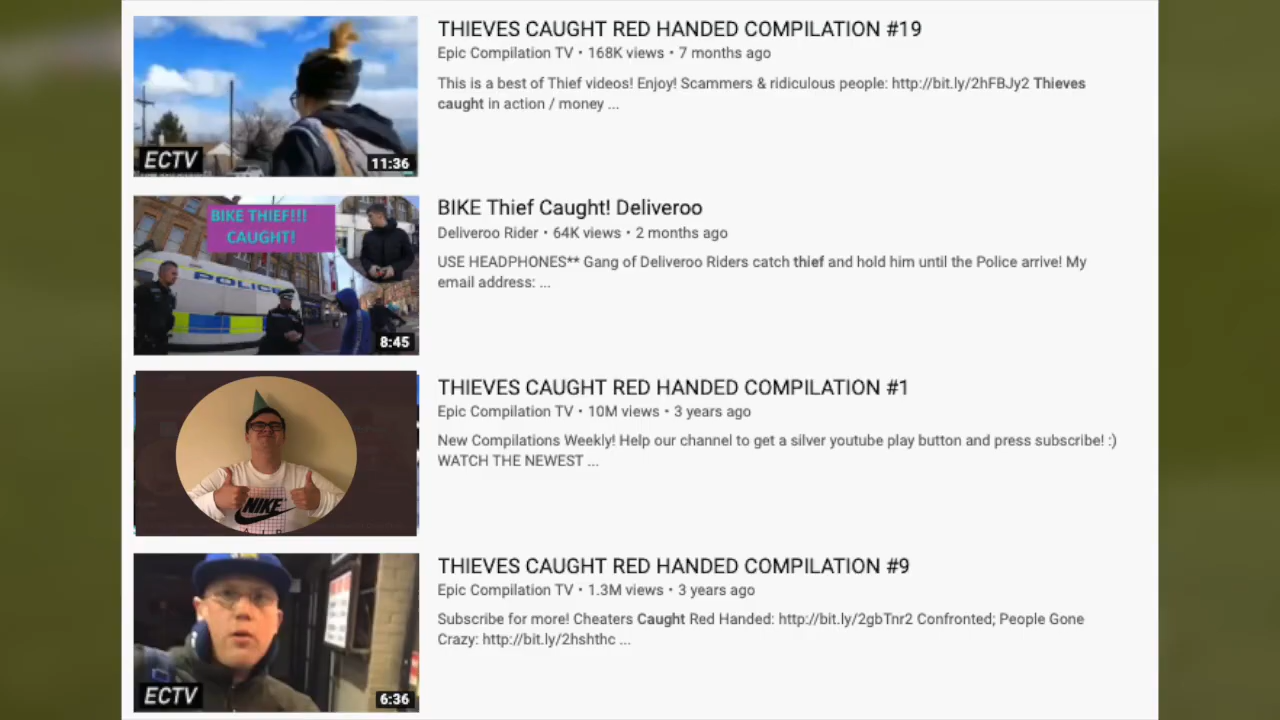 THIEVES CAUGHT RED HANDED COMPILATION #19
Epic Compilation TV • 168K views • 7 months ago
This is a best of Thief videos! Enjoy! Scammers & ridiculous people: http://bit.ly/2hFBJy2 Thieves
caught in action / money ...
ECTV
11:36
BIKE THIEF!!!
CAUGHT!
POLICE
8:45
BIKE Thief Caught! Deliveroo
Deliveroo Rider • 64K views • 2 months ago
USE HEADPHONES** Gang of Deliveroo Riders catch thief and hold him until the Police arrive! My
email address: ...
NIKE
THIEVES CAUGHT RED HANDED COMPILATION #1
Epic Compilation TV • 10M views • 3 years ago
New Compilations Weekly! Help our channel to get a silver youtube play button and press subscribe! :)
WATCH THE NEWEST ...
ECTV
6:36
THIEVES CAUGHT RED HANDED COMPILATION #9
Epic Compilation TV • 1.3M views • 3 years ago
Subscribe for more! Cheaters Caught Red Handed: http://bit.ly/2gbTnr2 Confronted; People Gone
Crazy: http://bit.ly/2hshthc ...